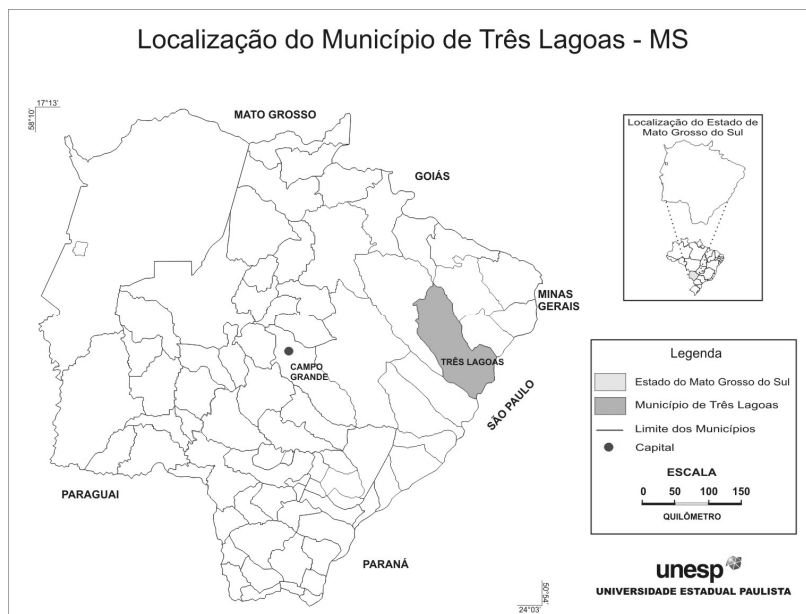 Localização do Município de Três Lagoas - MS
17°13'
58°10'
MATO GROSSO
GOIÁS
MINAS
GERAIS
TRÊS LAGOAS
CAMPO
GRANDE
SÃO PAULO
PARAGUAI
PARANÁ
50°54'
24°03'
Localização do Estado de
Mato Grosso do Sul
Legenda
Estado do Mato Grosso do Sul
Município de Três Lagoas
Limite dos Municípios
Capital
ESCALA
0 50 100 150
QUILÔMETRO
unesp
UNIVERSIDADE ESTADUAL PAULISTA